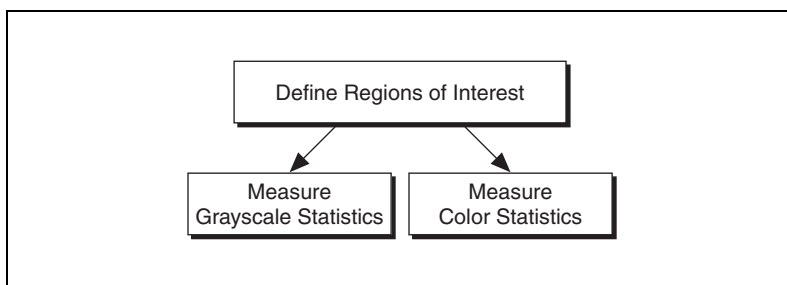 Define Regions of Interest
Measure
Grayscale Statistics
Measure
Color Statistics